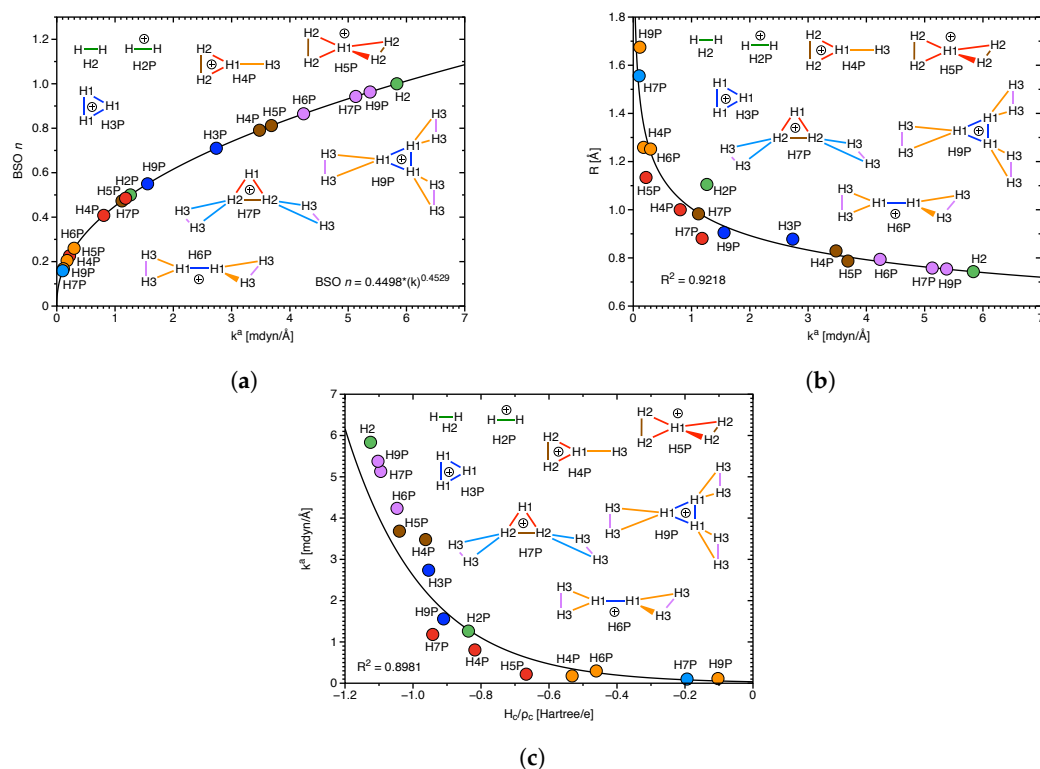 1.2
1.0
0.8
0.6
0.4
0.2
0.0
BSO n
0 1 2 3 4 5 6 7
kᵃ [mdyn/Å]
H H
H2
⊕
H H
H2P
H2
H2
⊕
H1 H3
H4P
⊕
H2
H2
H1
H2
H2
H5P
H1
H1
⊕
H1
H3P
H3
H3
H1
⊕
H1
H1
H3
H3
H3
H3
H9P
H1
⊕
H2 H2
H7P
H3
H3
H3
H3
H3
H3
H1 H1
⊕
H3
H3
H6P
H2
H9P
H7P
H6P
H5P
H4P
H3P
H9P
H2P
H5P
H7P
H4P
H6P
H5P
H4P
H9P
H7P
BSO n = 0.4498*(k)⁰·⁴⁵²⁹
(a)
1.8
1.6
1.4
1.2
1.0
0.8
0.6
R [Å]
0 1 2 3 4 5 6 7
kᵃ [mdyn/Å]
H H
H2
⊕
H H
H2P
H2
H2
⊕
H1 H3
H4P
⊕
H2
H2
H1
H2
H2
H5P
H1
H1
⊕
H1
H3P
H1
⊕
H2 H2
H7P
H3
H3
H3
H3
H3
H3
H1
⊕
H1
H1
H3
H3
H3
H3
H9P
H3
H3
H1 H1
⊕
H3
H3
H6P
H9P
H7P
H4P
H6P
H5P
H4P
H2P
H7P
H7P
H9P
H3P
H4P
H5P
H6P
H7P
H9P
H2
R² = 0.9218
(b)
7
6
5
4
3
2
1
0
kᵃ [mdyn/Å]
−1.2 −1.0 −0.8 −0.6 −0.4 −0.2 0
H꜀/ρ꜀ [Hartree/e]
H H
H2
⊕
H H
H2P
H2
H2
⊕
H1 H3
H4P
⊕
H2
H2
H1
H2
H2
H5P
H1
H1
⊕
H1
H3P
H1
⊕
H2 H2
H7P
H3
H3
H3
H3
H3
H3
H1
⊕
H1
H1
H3
H3
H3
H3
H9P
H3
H3
H1 H1
⊕
H3
H3
H6P
H2
H9P
H7P
H6P
H5P
H4P
H3P
H9P
H2P
H7P
H4P
H5P
H4P
H6P
H7P
H9P
R² = 0.8981
(c)